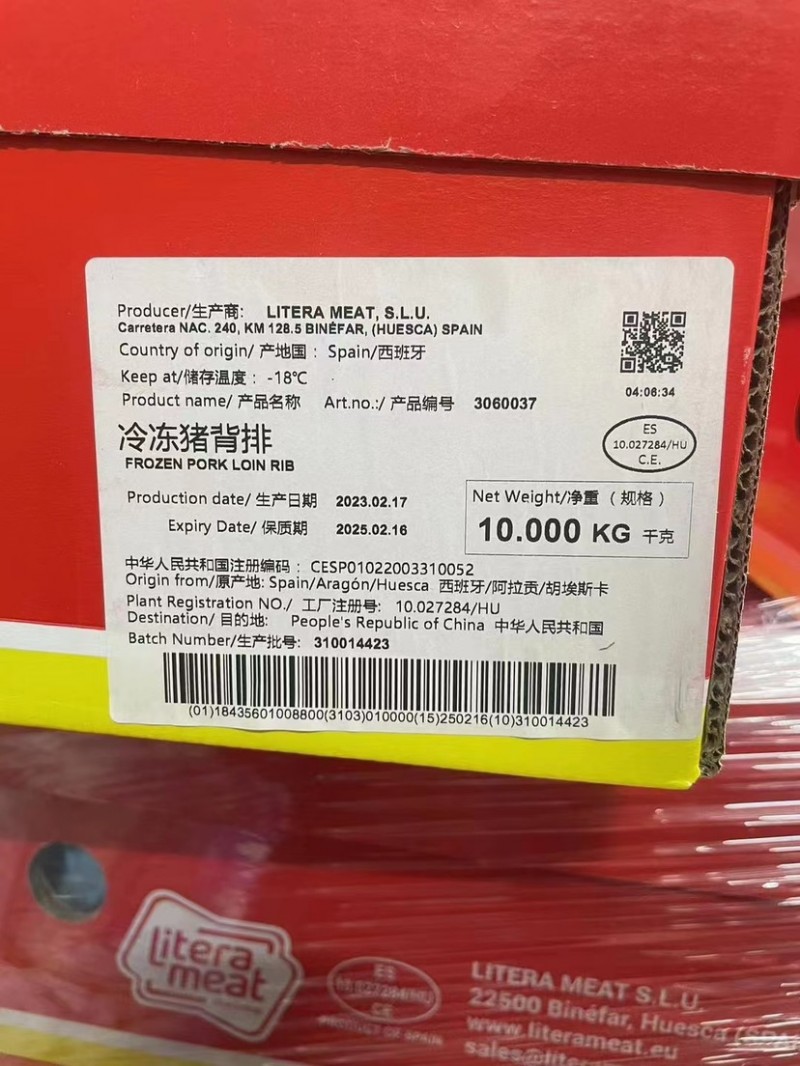 Producer/生产商: LITERA MEAT, S.L.U.
Carretera NAC. 240, KM 128.5 BINÉFAR, (HUESCA) SPAIN
Country of origin/ 产地国： Spain/西班牙
Keep at/储存温度： -18℃
04:06:34
Product name/ 产品名称 Art.no.:/ 产品编号 3060037
冷冻猪背排
FROZEN PORK LOIN RIB
ES
10.027284/HU
C.E.
Production date/ 生产日期 2023.02.17
Expiry Date/ 保质期 2025.02.16
Net Weight/净重（规格）
10.000 KG 千克
中华人民共和国注册编码： CESP01022003310052
Origin from/原产地: Spain/Aragón/Huesca 西班牙/阿拉贡/胡埃斯卡
Plant Registration NO./ 工厂注册号: 10.027284/HU
Destination/ 目的地: People's Republic of China 中华人民共和国
Batch Number/生产批号: 310014423
(01)18435601008800(3103)010000(15)250216(10)310014423
litera
meat
ES
10.027284/HU
CE
PRODUCT OF SPAIN
LITERA MEAT S.L.U.
22500 Binéfar, Huesca
www.literameat.eu